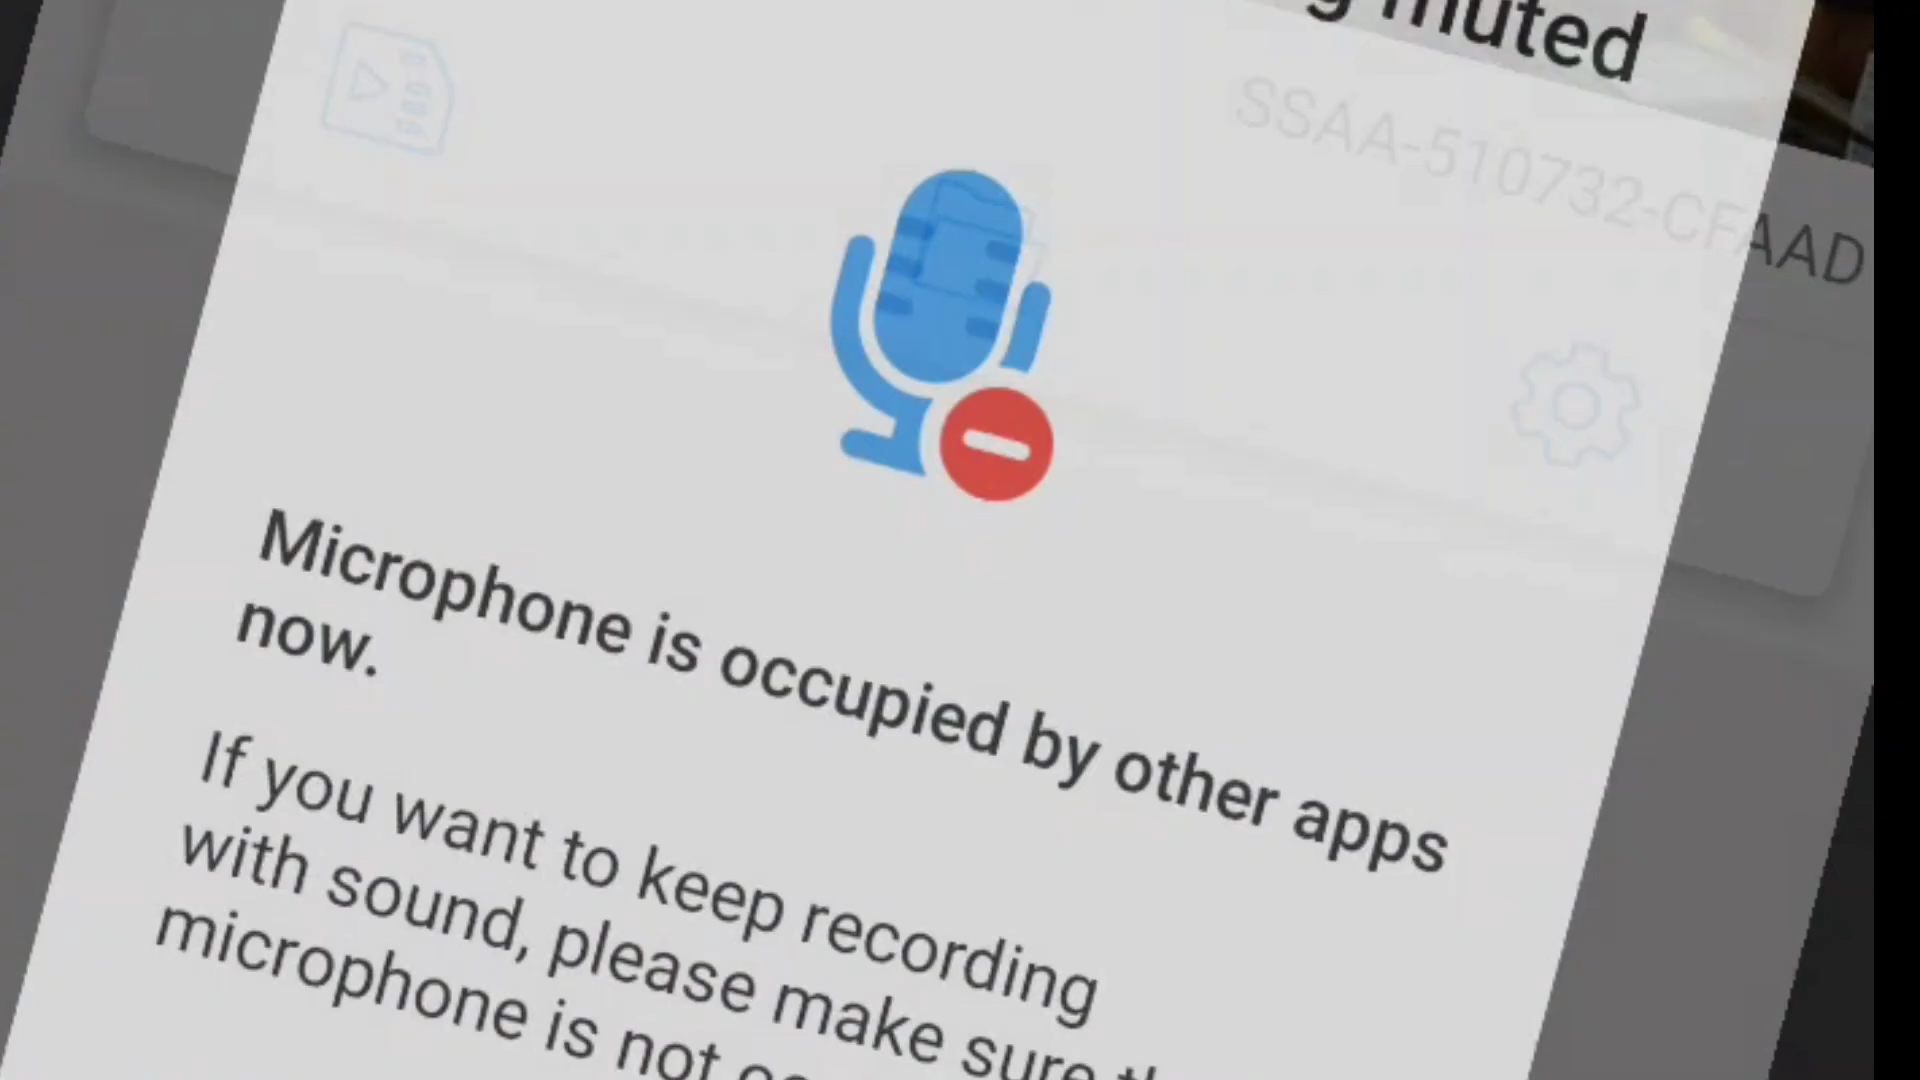 muted
SSAA-510732-CFAAD
Microphone is occupied by other apps
now.
If you want to keep recording
with sound, please make sure
microphone is not